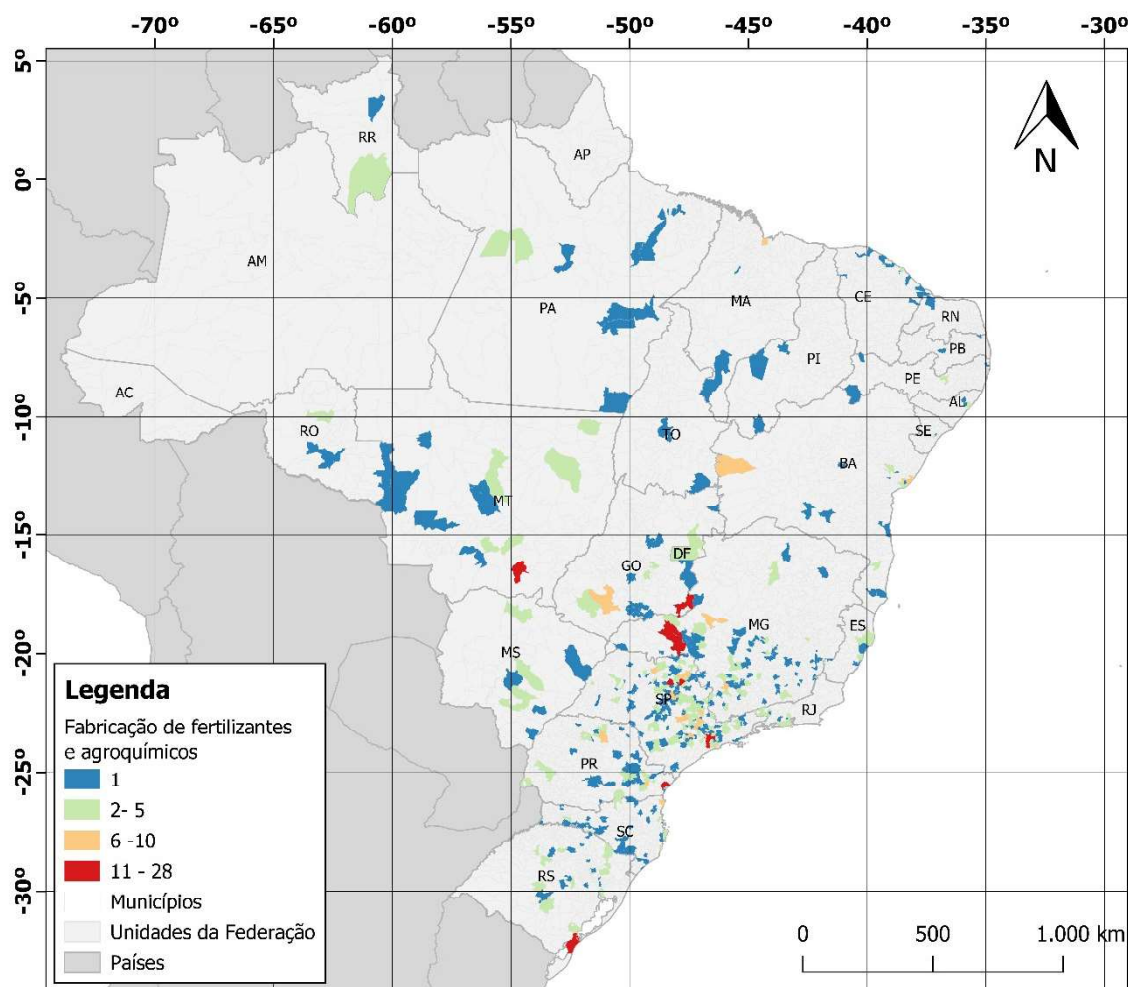 -70º -65º -60º -55º -50º -45º -40º -35º -30º
5º
0º
-5º
-10º
-15º
-20º
-25º
-30º
N
RR
AP
AM
PA
MA
CE
RN
PB
PI
PE
AC
AL
RO
TO
SE
BA
MT
DF
GO
MG
ES
MS
SP
RJ
PR
SC
RS
Legenda
Fabricação de fertilizantes
e agroquímicos
1
2- 5
6 -10
11 - 28
Municípios
Unidades da Federação
Países
0 500 1.000 km